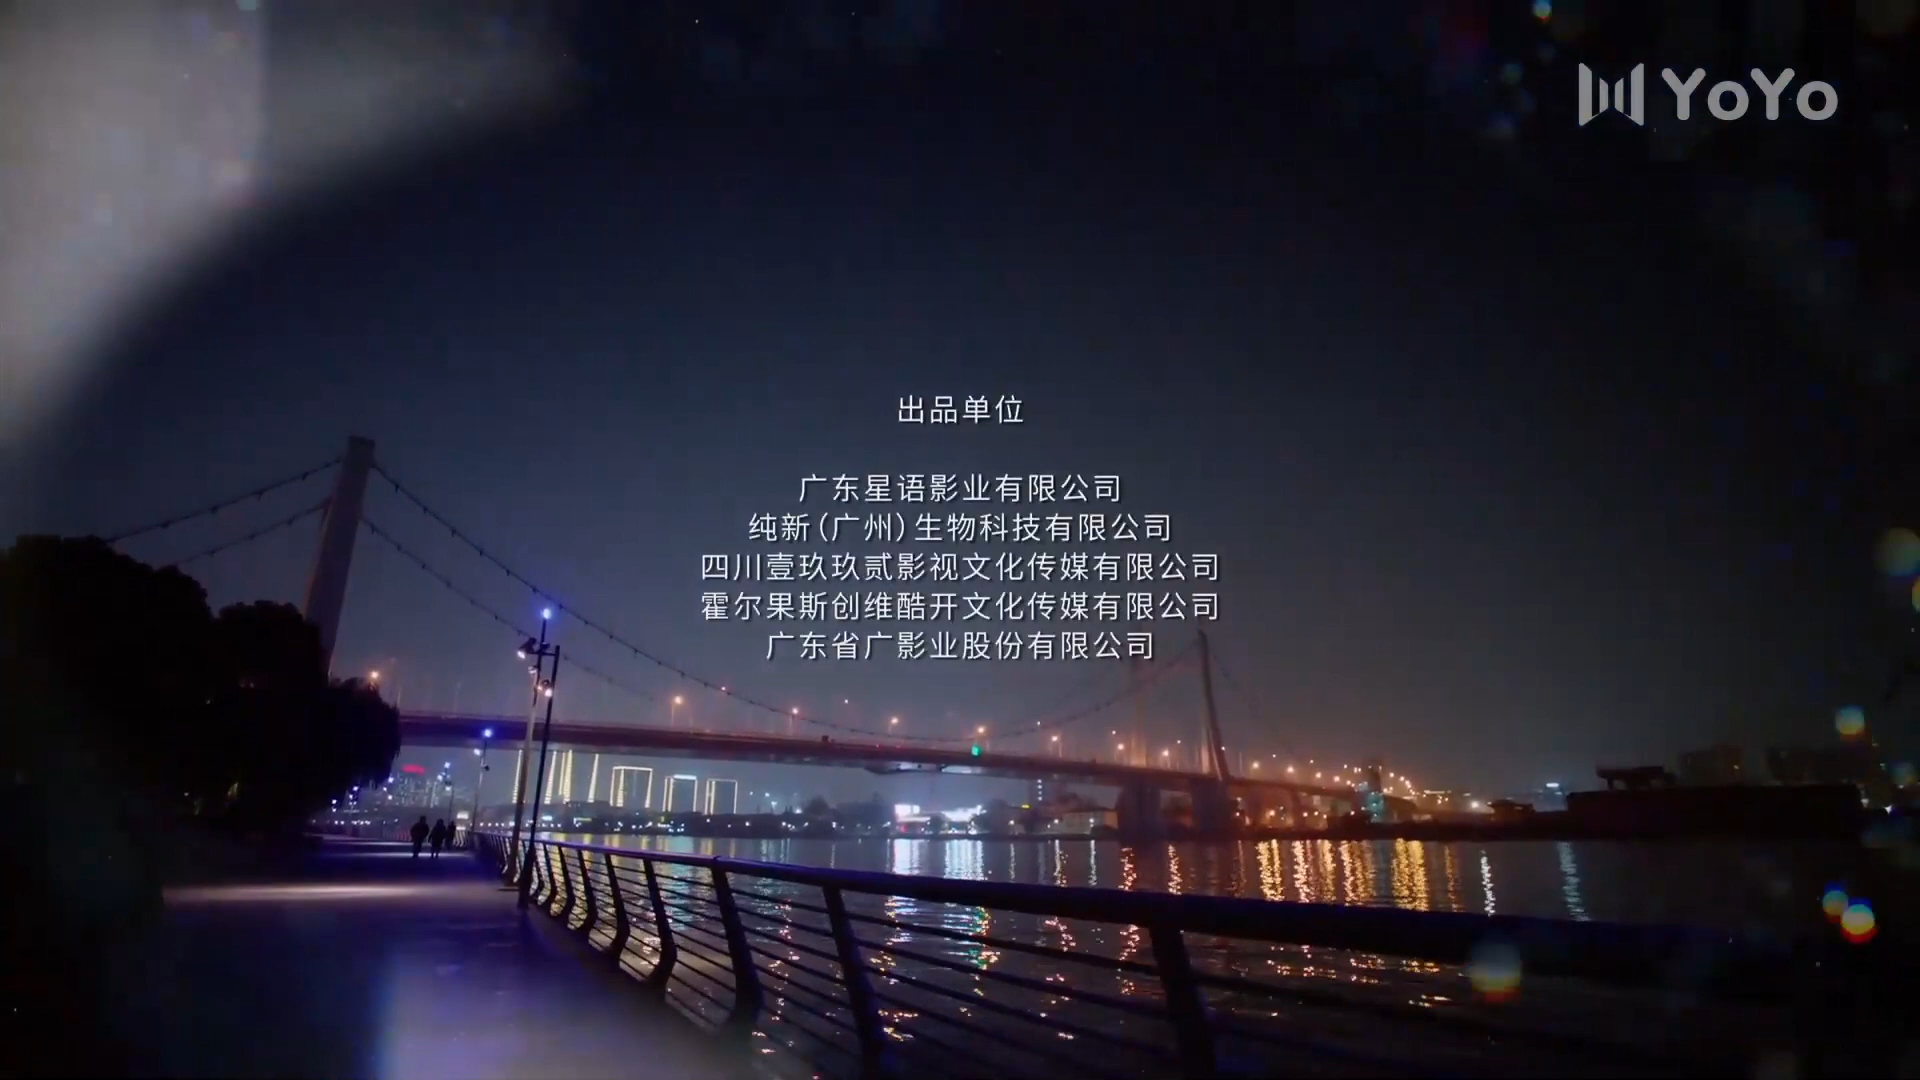 YoYo
出品单位
广东星语影业有限公司
纯新(广州)生物科技有限公司
四川壹玖玖贰影视文化传媒有限公司
霍尔果斯创维酷开文化传媒有限公司
广东省广影业股份有限公司